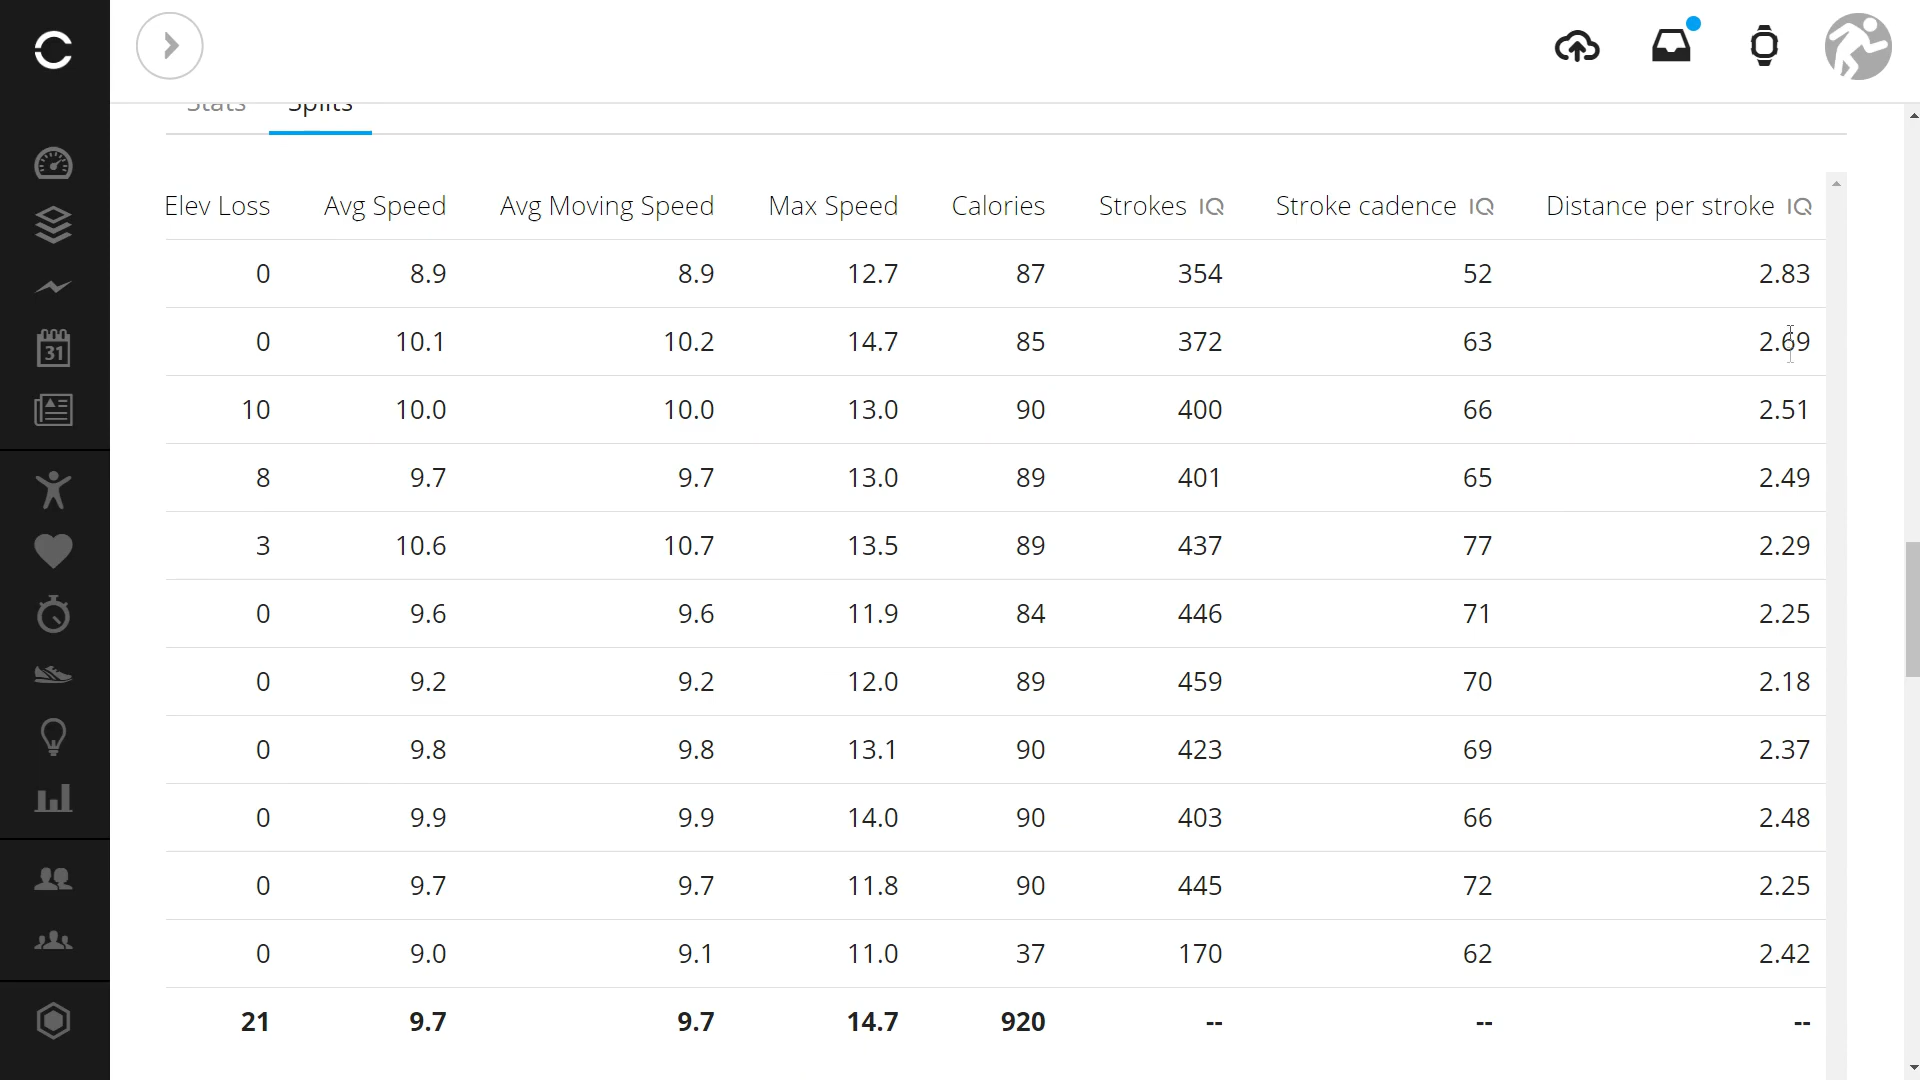 Stats Splits
Elev Loss Avg Speed Avg Moving Speed Max Speed Calories Strokes IQ Stroke cadence IQ Distance per stroke IQ
0 8.9 8.9 12.7 87 354 52 2.83
0 10.1 10.2 14.7 85 372 63 2.69
10 10.0 10.0 13.0 90 400 66 2.51
8 9.7 9.7 13.0 89 401 65 2.49
3 10.6 10.7 13.5 89 437 77 2.29
0 9.6 9.6 11.9 84 446 71 2.25
0 9.2 9.2 12.0 89 459 70 2.18
0 9.8 9.8 13.1 90 423 69 2.37
0 9.9 9.9 14.0 90 403 66 2.48
0 9.7 9.7 11.8 90 445 72 2.25
0 9.0 9.1 11.0 37 170 62 2.42
21 9.7 9.7 14.7 920 -- -- --
31